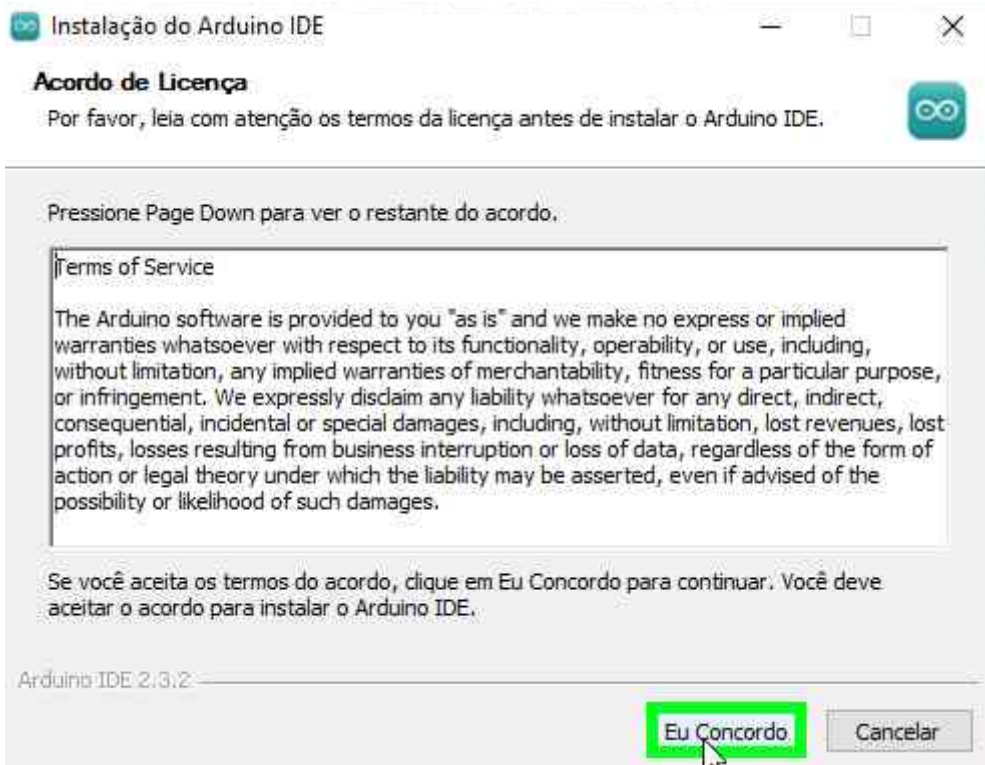 Instalação do Arduino IDE
Acordo de Licença
Por favor, leia com atenção os termos da licença antes de instalar o Arduino IDE.
Pressione Page Down para ver o restante do acordo.
Terms of Service
The Arduino software is provided to you "as is" and we make no express or implied
warranties whatsoever with respect to its functionality, operability, or use, including,
without limitation, any implied warranties of merchantability, fitness for a particular purpose,
or infringement. We expressly disclaim any liability whatsoever for any direct, indirect,
consequential, incidental or special damages, including, without limitation, lost revenues, lost
profits, losses resulting from business interruption or loss of data, regardless of the form of
action or legal theory under which the liability may be asserted, even if advised of the
possibility or likelihood of such damages.
Se você aceita os termos do acordo, clique em Eu Concordo para continuar. Você deve
aceitar o acordo para instalar o Arduino IDE.
Arduino IDE 2.3.2
Eu Concordo
Cancelar